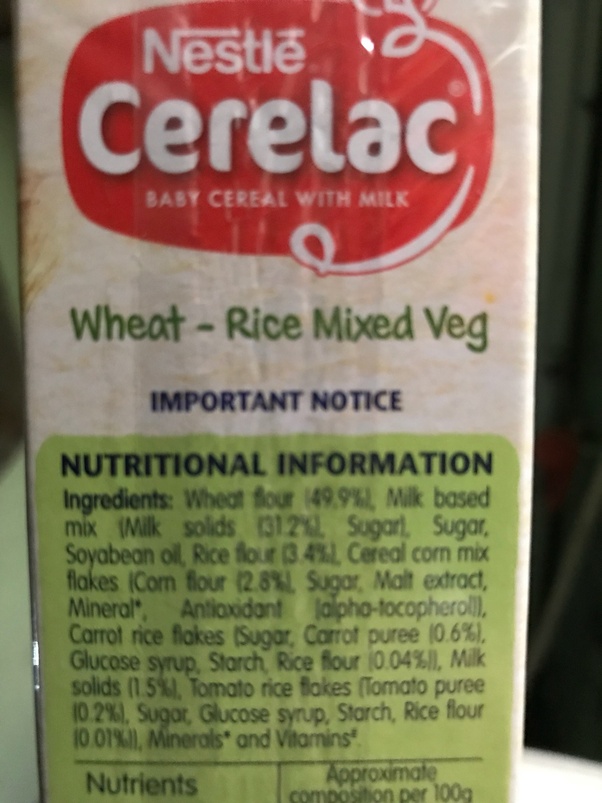 Nestlé
Cerelac®
BABY CEREAL WITH MILK
Wheat - Rice Mixed Veg
IMPORTANT NOTICE
NUTRITIONAL INFORMATION
Ingredients: Wheat flour (49.9%), Milk based
mix (Milk solids (31.2%), Sugar), Sugar,
Soyabean oil, Rice flour (3.4%), Cereal corn mix
flakes (Corn flour (2.8%), Sugar, Malt extract,
Mineral*, Antioxidant (alpha-tocopherol)),
Carrot rice flakes (Sugar, Carrot puree (0.6%),
Glucose syrup, Starch, Rice flour (0.04%)), Milk
solids (1.5%), Tomato rice flakes (Tomato puree
(0.2%), Sugar, Glucose syrup, Starch, Rice flour
(0.01%)), Minerals* and Vitamins#.
Nutrients
Approximate
composition per 100g